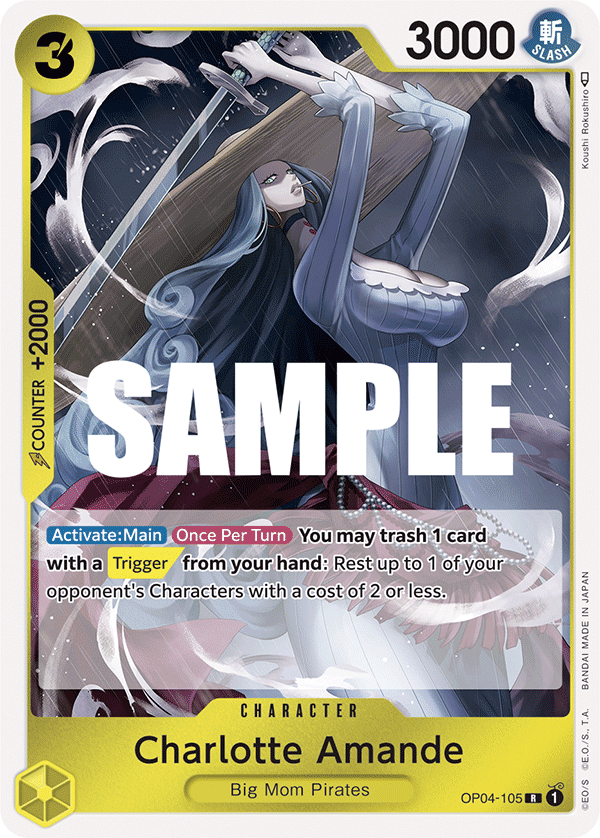 3
3000
斬
SLASH
Koushi Rokushiro
COUNTER +2000
SAMPLE
Activate:Main Once Per Turn You may trash 1 card
with a Trigger from your hand: Rest up to 1 of your
opponent's Characters with a cost of 2 or less.
CHARACTER
Charlotte Amande
Big Mom Pirates
OP04-105 R 1
©EO/S ©E.O./S., T.A. BANDAI MADE IN JAPAN